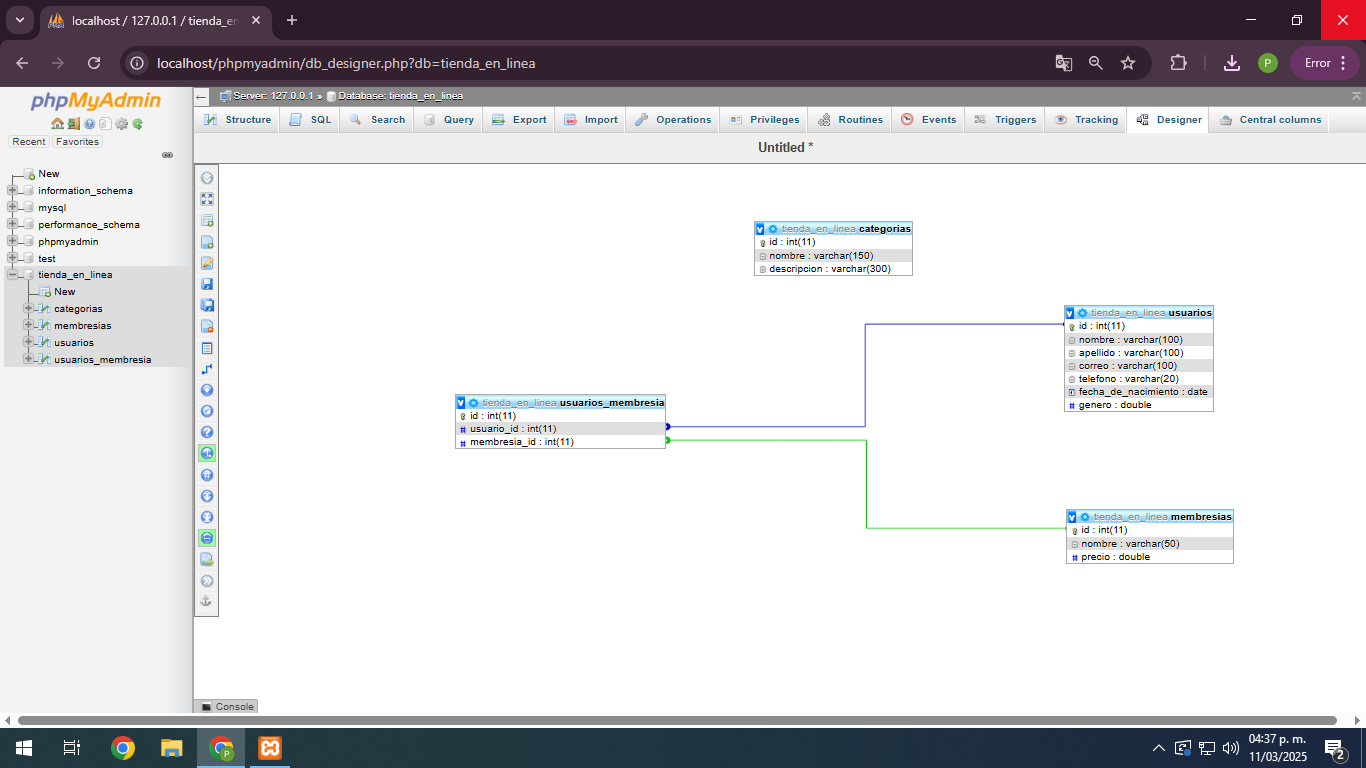 localhost / 127.0.0.1 / tienda_en
localhost/phpmyadmin/db_designer.php?db=tienda_en_linea
P
Error
phpMyAdmin
Recent
Favorites
New
information_schema
mysql
performance_schema
phpmyadmin
test
tienda_en_linea
New
categorias
membresias
usuarios
usuarios_membresia
Server: 127.0.0.1 » Database: tienda_en_linea
Structure
SQL
Search
Query
Export
Import
Operations
Privileges
Routines
Events
Triggers
Tracking
Designer
Central columns
Untitled *
tienda_en_linea categorias
id : int(11)
nombre : varchar(150)
descripcion : varchar(300)
tienda_en_linea usuarios
id : int(11)
nombre : varchar(100)
apellido : varchar(100)
correo : varchar(100)
telefono : varchar(20)
fecha_de_nacimiento : date
genero : double
tienda_en_linea usuarios_membresia
id : int(11)
usuario_id : int(11)
membresia_id : int(11)
tienda_en_linea membresias
id : int(11)
nombre : varchar(50)
precio : double
Console
04:37 p. m.
11/03/2025
2